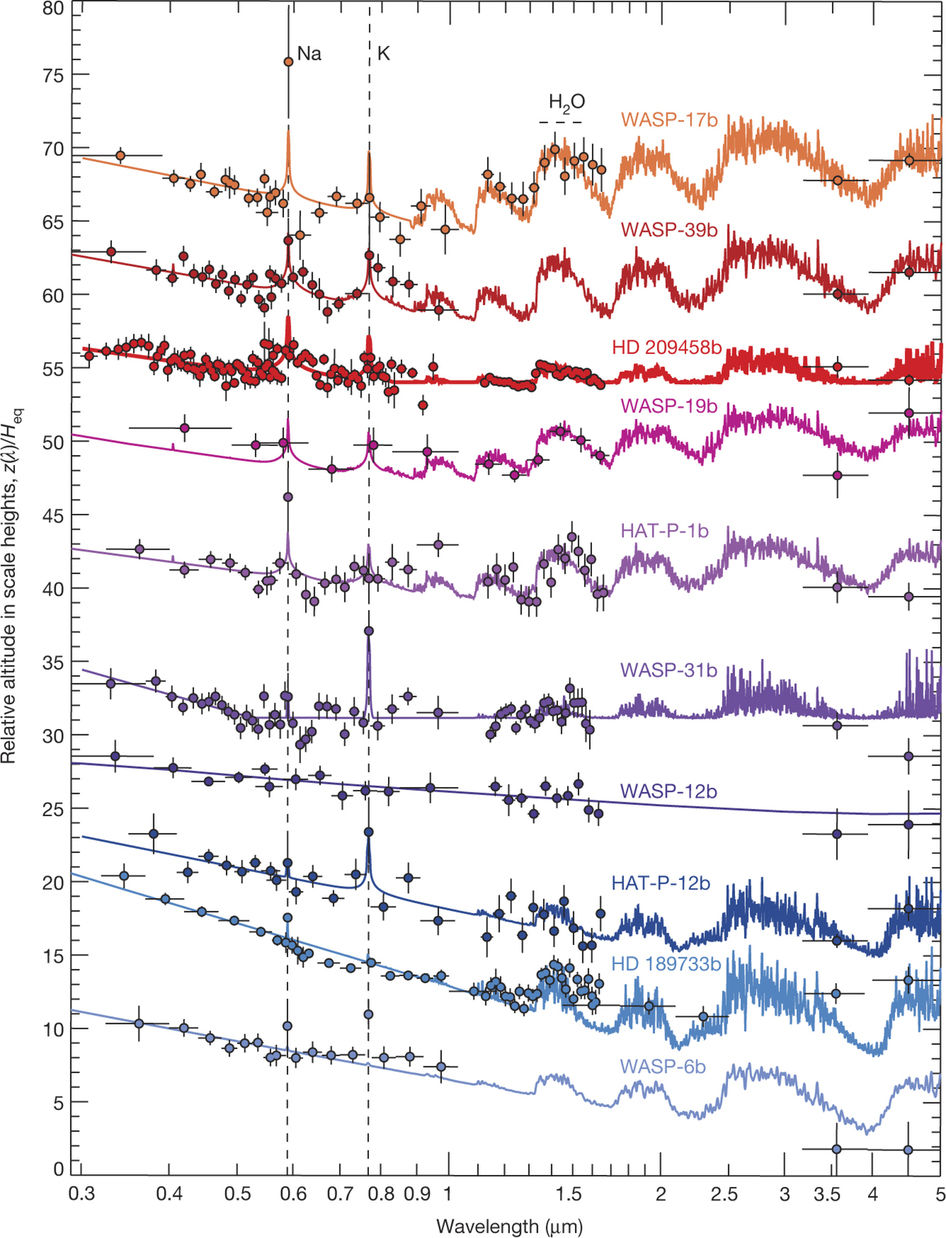 80
75
70
65
60
55
50
45
40
35
30
25
20
15
10
5
0
Relative altitude in scale heights, z(λ)/H_eq
Na
K
H₂O
WASP-17b
WASP-39b
HD 209458b
WASP-19b
HAT-P-1b
WASP-31b
WASP-12b
HAT-P-12b
HD 189733b
WASP-6b
0.3 0.4 0.5 0.6 0.7 0.8 0.9 1 1.5 2 2.5 3 3.5 4 5
Wavelength (μm)